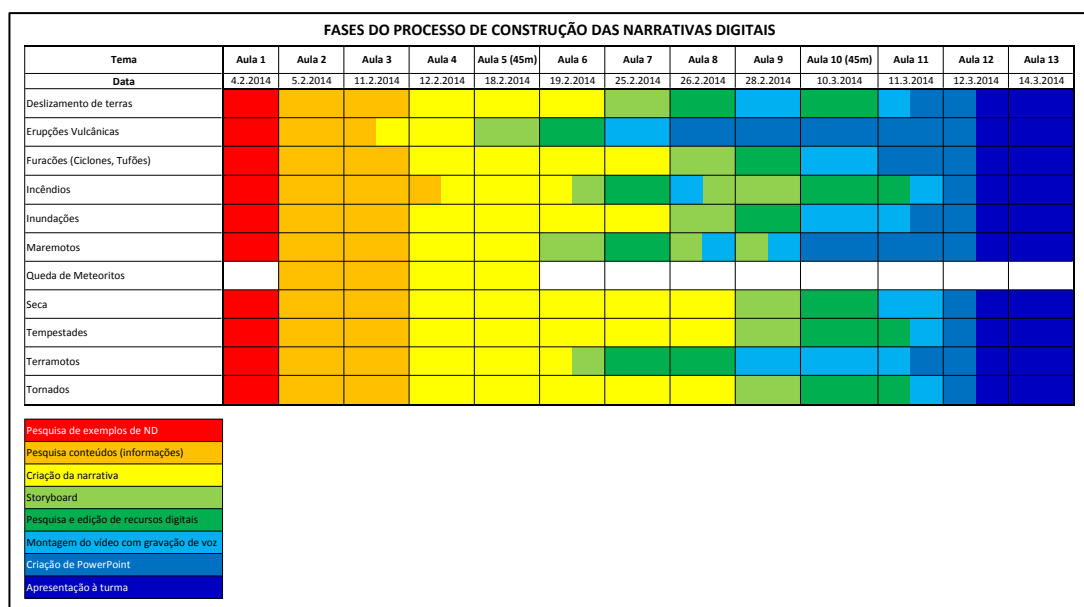 FASES DO PROCESSO DE CONSTRUÇÃO DAS NARRATIVAS DIGITAIS
Tema Aula 1 Aula 2 Aula 3 Aula 4 Aula 5 (45m) Aula 6 Aula 7 Aula 8 Aula 9 Aula 10 (45m) Aula 11 Aula 12 Aula 13
Data 4.2.2014 5.2.2014 11.2.2014 12.2.2014 18.2.2014 19.2.2014 25.2.2014 26.2.2014 28.2.2014 10.3.2014 11.3.2014 12.3.2014 14.3.2014
Deslizamento de terras
Erupções Vulcânicas
Furacões (Ciclones, Tufões)
Incêndios
Inundações
Maremotos
Queda de Meteoritos
Seca
Tempestades
Terramotos
Tornados
Pesquisa de exemplos de ND
Pesquisa conteúdos (informações)
Criação da narrativa
Storyboard
Pesquisa e edição de recursos digitais
Montagem do vídeo com gravação de voz
Criação de PowerPoint
Apresentação à turma